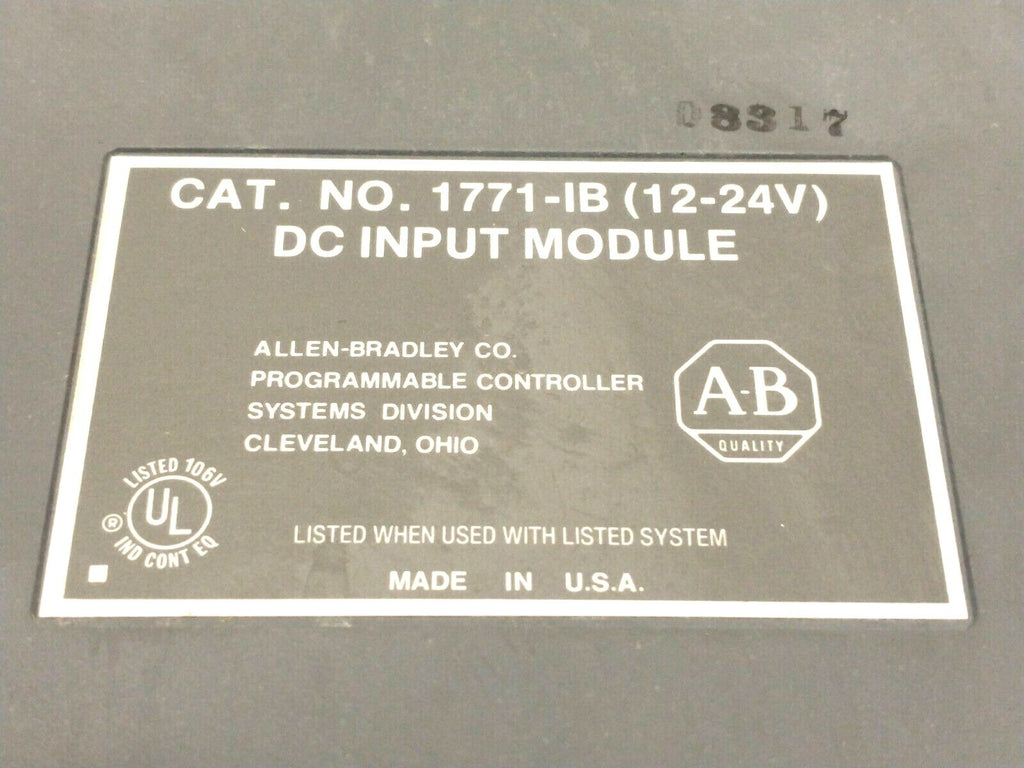 08317
CAT. NO. 1771-IB (12-24V)
DC INPUT MODULE
ALLEN-BRADLEY CO.
PROGRAMMABLE CONTROLLER
SYSTEMS DIVISION
CLEVELAND, OHIO
A-B
QUALITY
LISTED 106V
UL
®
IND CONT EQ
LISTED WHEN USED WITH LISTED SYSTEM
MADE IN U.S.A.